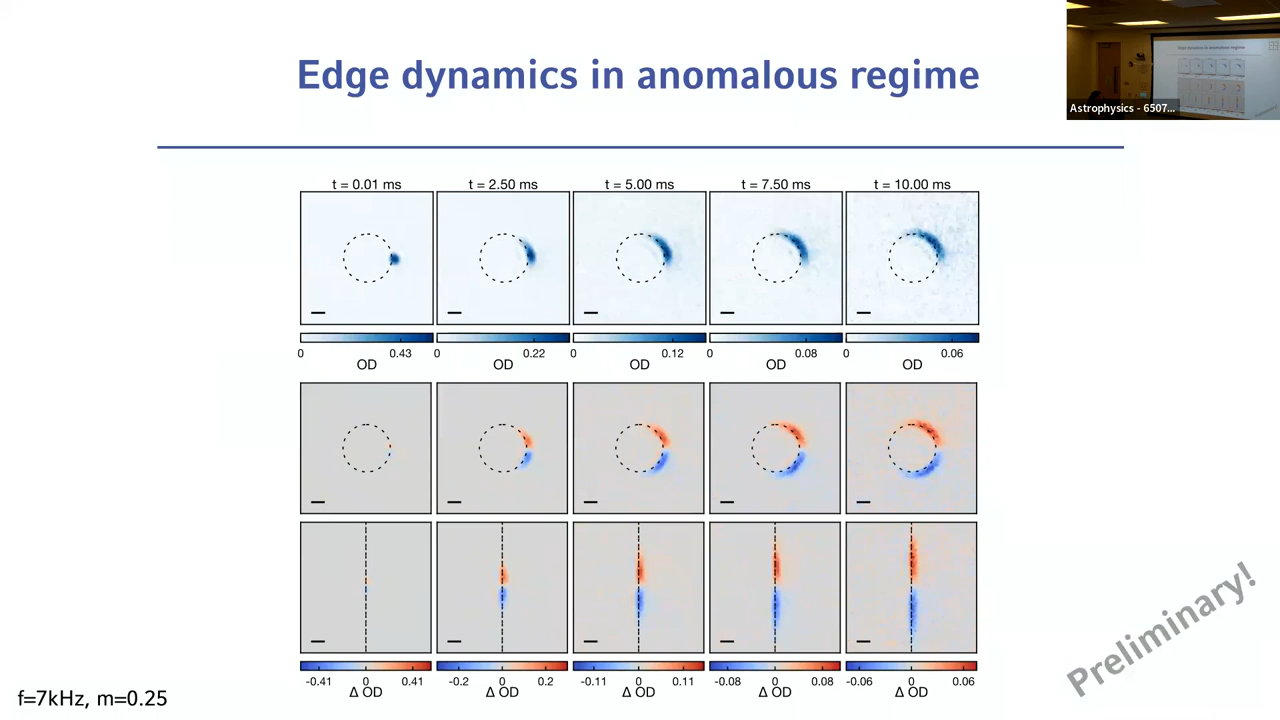 Edge dynamics in anomalous regime
Astrophysics - 6507...
t = 0.01 ms t = 2.50 ms t = 5.00 ms t = 7.50 ms t = 10.00 ms
0 0.43 0 0.22 0 0.12 0 0.08 0 0.06
OD OD OD OD OD
-0.41 0 0.41 -0.2 0 0.2 -0.11 0 0.11 -0.08 0 0.08 -0.06 0 0.06
Δ OD Δ OD Δ OD Δ OD Δ OD
Preliminary!
f=7kHz, m=0.25